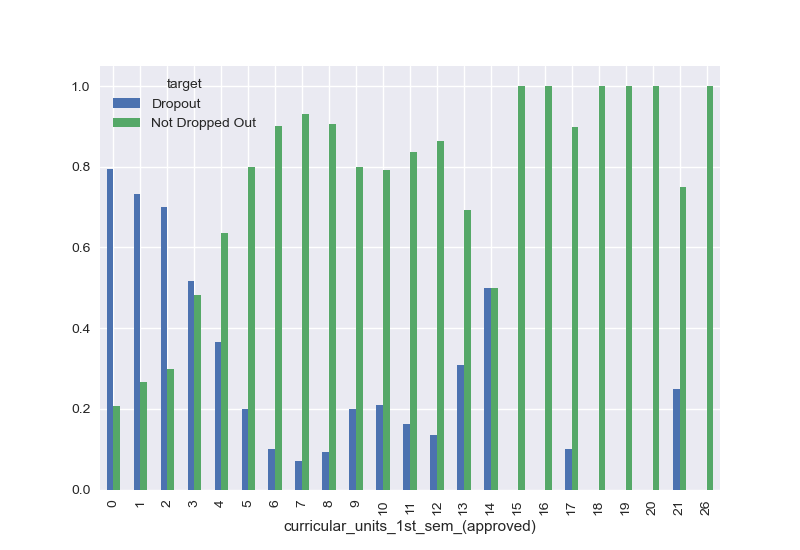 target
Dropout
Not Dropped Out
1.0
0.8
0.6
0.4
0.2
0.0
0 1 2 3 4 5 6 7 8 9 10 11 12 13 14 15 16 17 18 19 20 21 26
curricular_units_1st_sem_(approved)